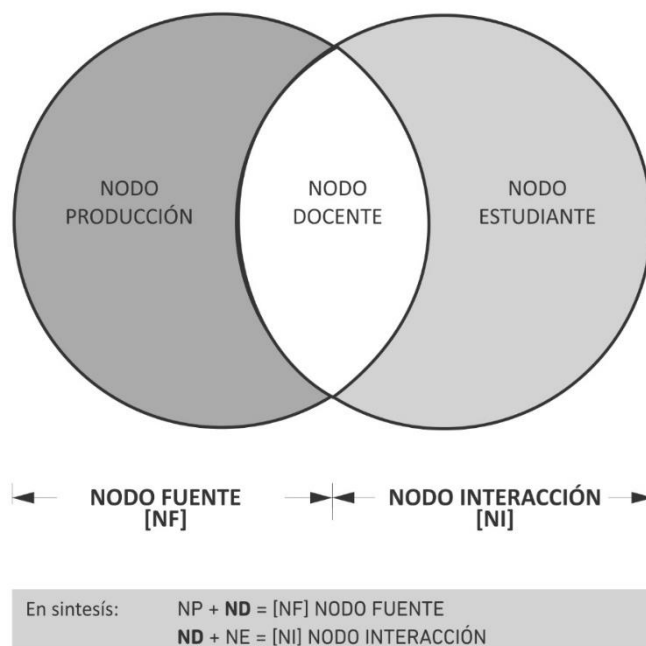 NODO
PRODUCCIÓN
NODO
DOCENTE
NODO
ESTUDIANTE
NODO FUENTE
[NF]
NODO INTERACCIÓN
[NI]
En sintesís: NP + ND = [NF] NODO FUENTE
ND + NE = [NI] NODO INTERACCIÓN